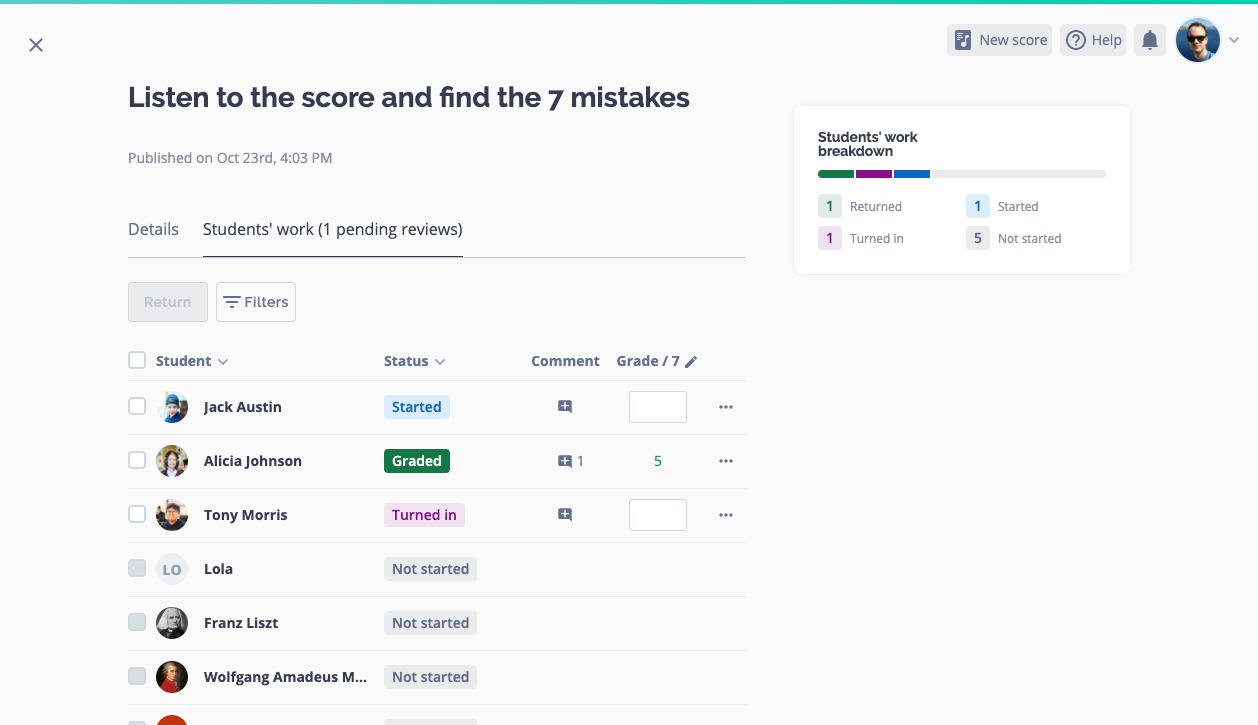 New score
Help
Listen to the score and find the 7 mistakes
Published on Oct 23rd, 4:03 PM
Details
Students' work (1 pending reviews)
Students' work
breakdown
1 Returned
1 Started
1 Turned in
5 Not started
Return
Filters
Student
Status
Comment
Grade / 7
Jack Austin
Started
Alicia Johnson
Graded
1
5
Tony Morris
Turned in
LO
Lola
Not started
Franz Liszt
Not started
Wolfgang Amadeus M...
Not started